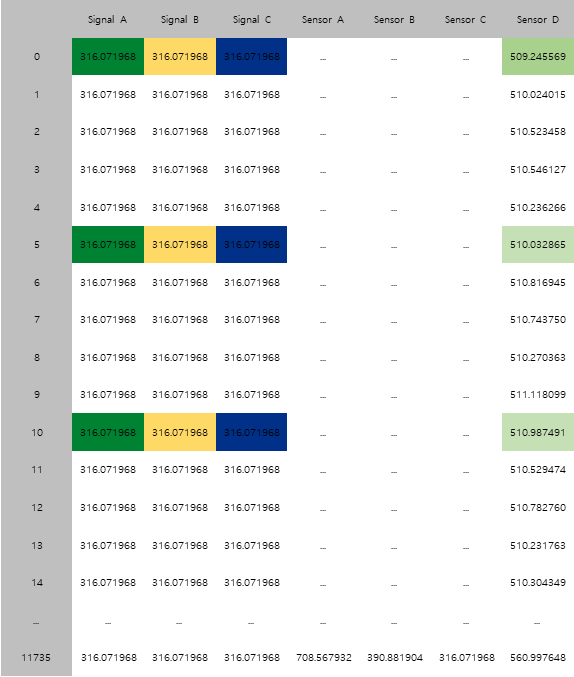 Signal A Signal B Signal C Sensor A Sensor B Sensor C Sensor D
0 316.071968 316.071968 316.071968 ... ... ... 509.245569
1 316.071968 316.071968 316.071968 ... ... ... 510.024015
2 316.071968 316.071968 316.071968 ... ... ... 510.523458
3 316.071968 316.071968 316.071968 ... ... ... 510.546127
4 316.071968 316.071968 316.071968 ... ... ... 510.236266
5 316.071968 316.071968 316.071968 ... ... ... 510.032865
6 316.071968 316.071968 316.071968 ... ... ... 510.816945
7 316.071968 316.071968 316.071968 ... ... ... 510.743750
8 316.071968 316.071968 316.071968 ... ... ... 510.270363
9 316.071968 316.071968 316.071968 ... ... ... 511.118099
10 316.071968 316.071968 316.071968 ... ... ... 510.987491
11 316.071968 316.071968 316.071968 ... ... ... 510.529474
12 316.071968 316.071968 316.071968 ... ... ... 510.782760
13 316.071968 316.071968 316.071968 ... ... ... 510.231763
14 316.071968 316.071968 316.071968 ... ... ... 510.304349
... ... ... ... ... ... ... ...
11735 316.071968 316.071968 316.071968 708.567932 390.881904 316.071968 560.997648